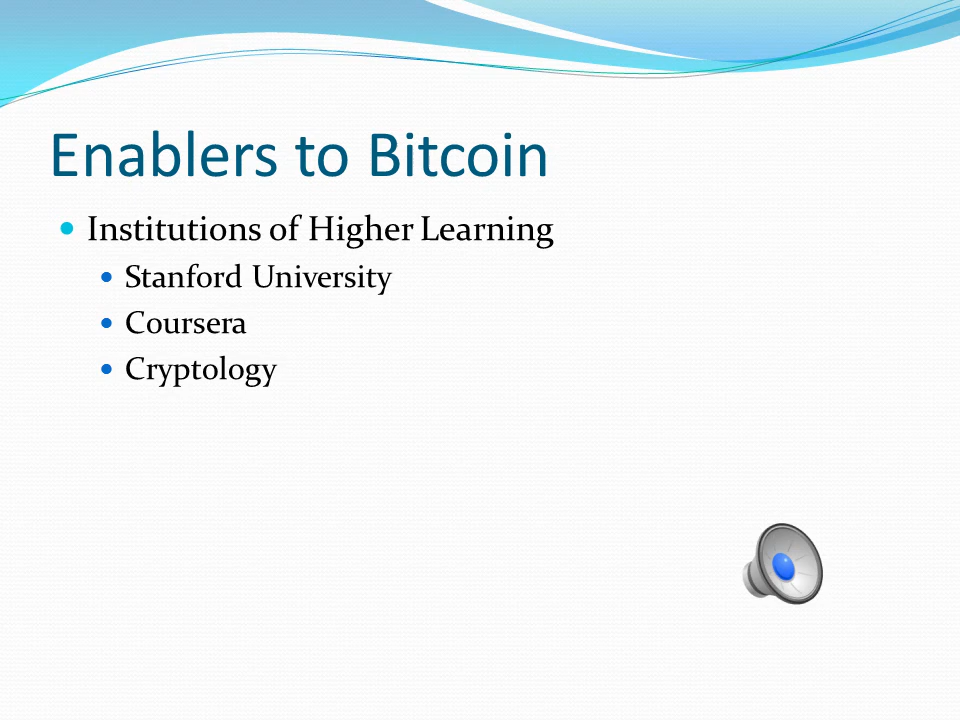 Enablers to Bitcoin
Institutions of Higher Learning
Stanford University
Coursera
Cryptology